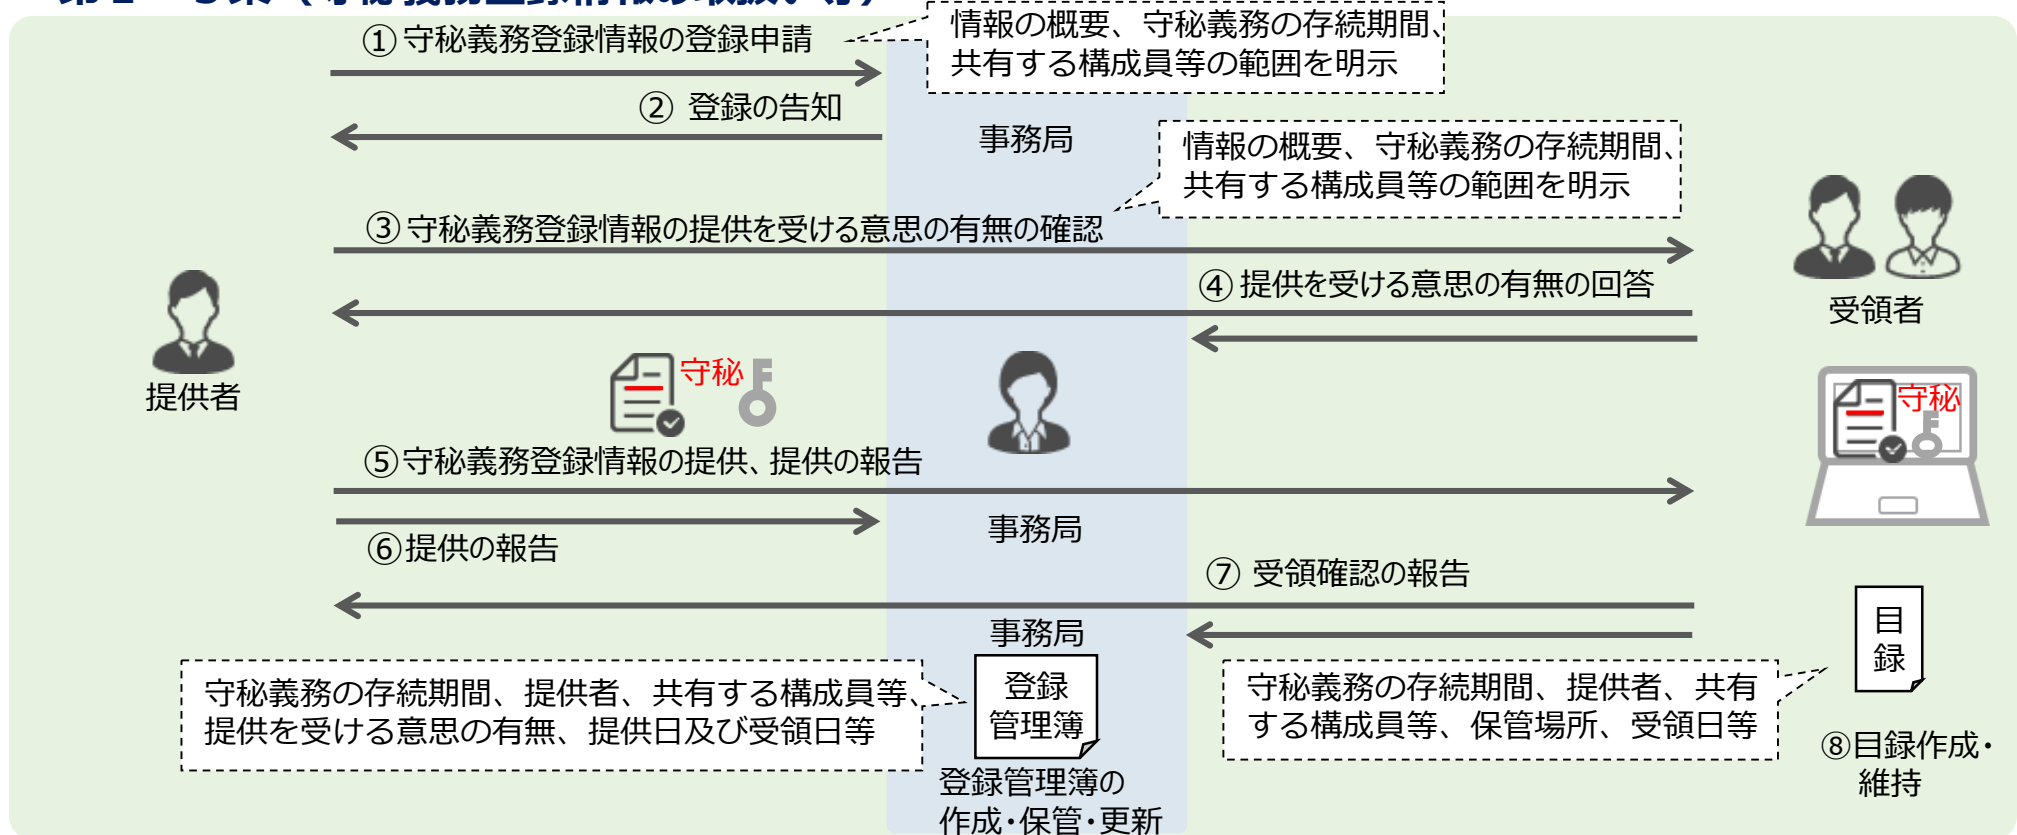 ①守秘義務登録情報の登録申請
情報の概要、守秘義務の存続期間、
共有する構成員等の範囲を明示
② 登録の告知
事務局
情報の概要、守秘義務の存続期間、
共有する構成員等の範囲を明示
③守秘義務登録情報の提供を受ける意思の有無の確認
④提供を受ける意思の有無の回答
受領者
提供者
守秘
守秘
⑤守秘義務登録情報の提供、提供の報告
事務局
⑥提供の報告
⑦ 受領確認の報告
事務局
目
録
守秘義務の存続期間、提供者、共有する構成員等、
提供を受ける意思の有無、提供日及び受領日等
登録
管理簿
守秘義務の存続期間、提供者、共有
する構成員等、保管場所、受領日等
⑧目録作成・
維持
登録管理簿の
作成・保管・更新